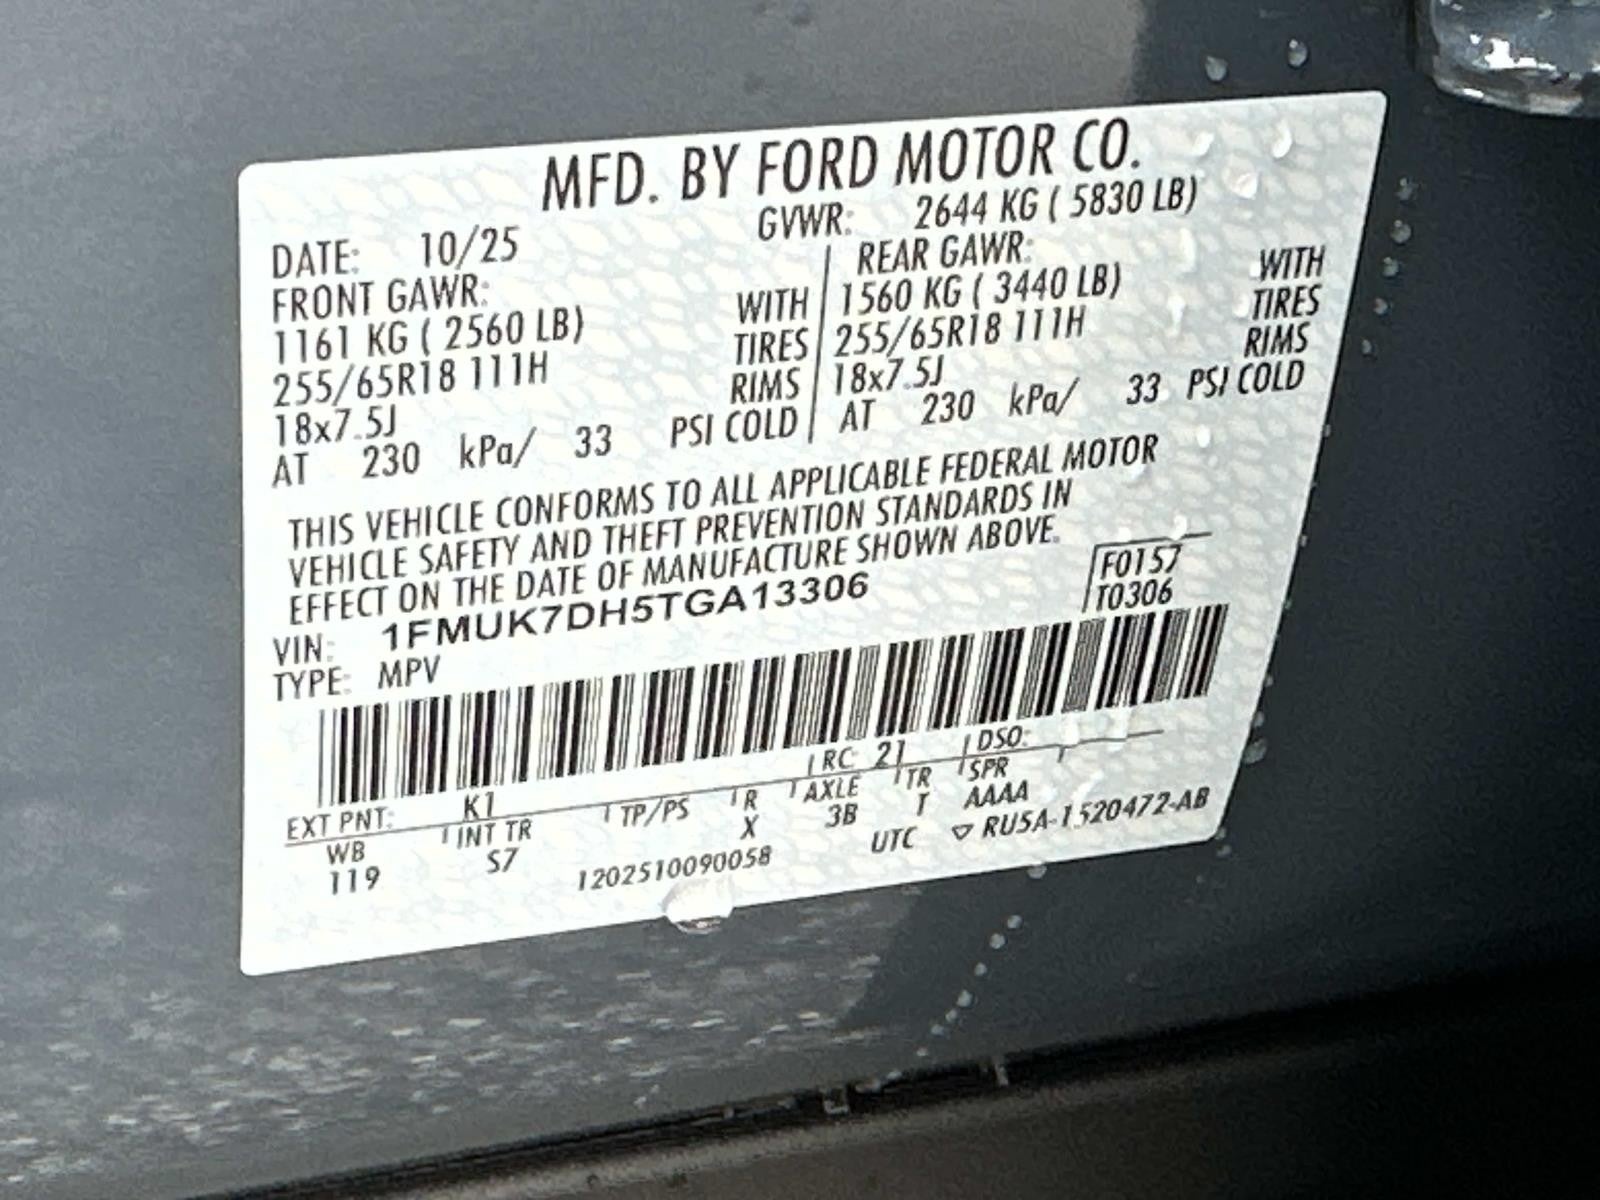 MFD. BY FORD MOTOR CO.
DATE: 10/25 GVWR: 2644 KG ( 5830 LB)
FRONT GAWR: REAR GAWR:
1161 KG ( 2560 LB) WITH 1560 KG ( 3440 LB) WITH
255/65R18 111H TIRES 255/65R18 111H TIRES
18x7.5J RIMS 18x7.5J RIMS
AT 230 kPa/ 33 PSI COLD AT 230 kPa/ 33 PSI COLD
THIS VEHICLE CONFORMS TO ALL APPLICABLE FEDERAL MOTOR
VEHICLE SAFETY AND THEFT PREVENTION STANDARDS IN
EFFECT ON THE DATE OF MANUFACTURE SHOWN ABOVE.
VIN: 1FMUK7DH5TGA13306 F0157
TYPE: MPV T0306
EXT PNT: K1 RC: 21 DSO:
WB INT TR TP/PS R AXLE TR SPR
119 S7 X 3B T AAAA
1202510090058 UTC ▽ RU5A-1520472-AB